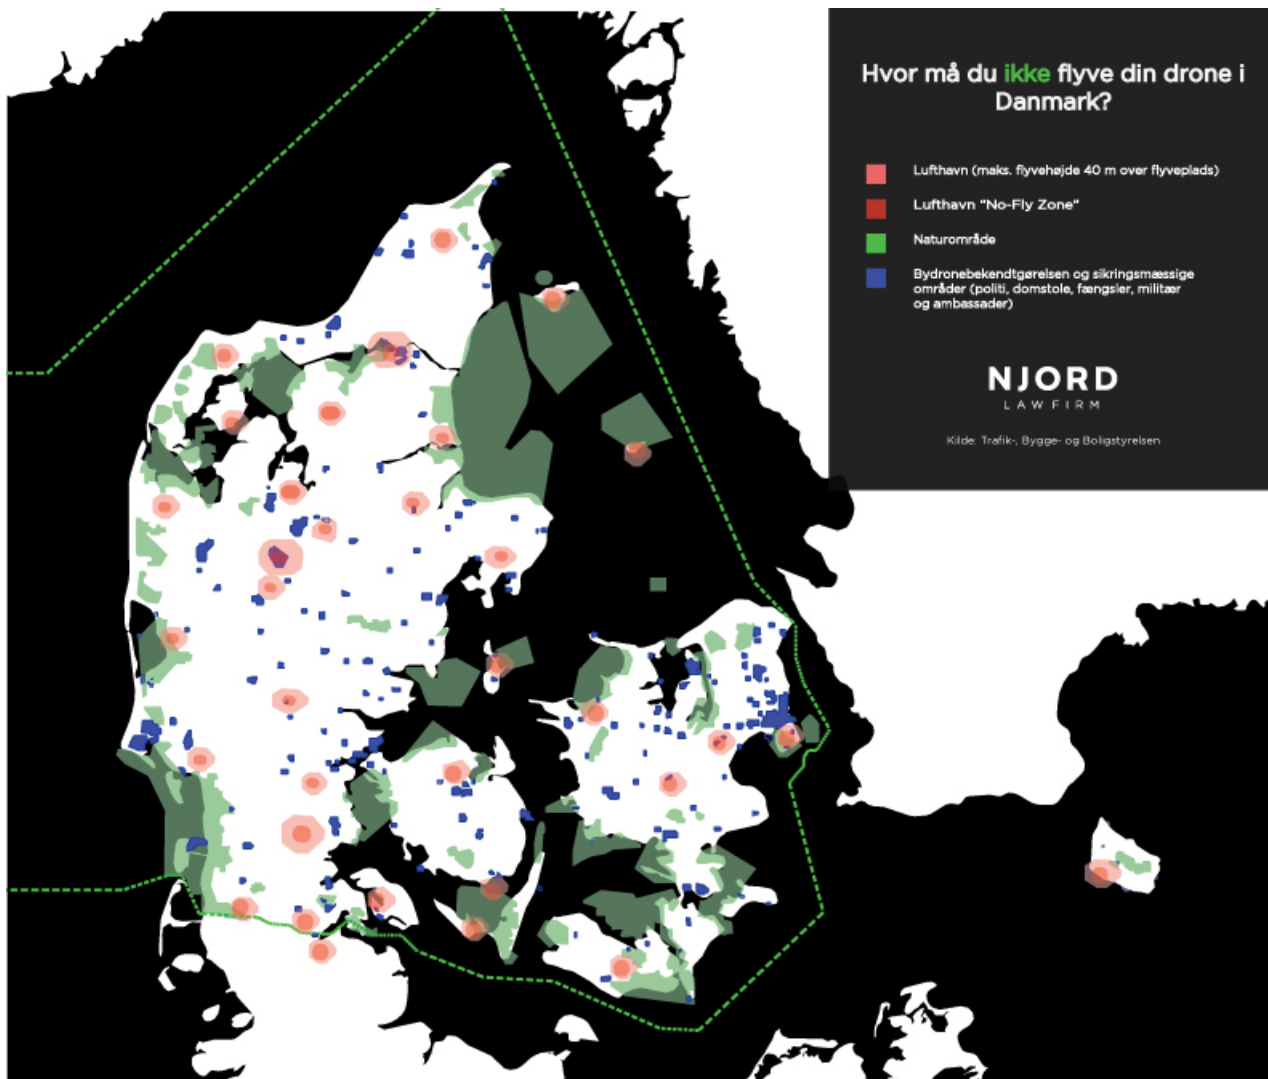 Hvor må du ikke flyve din drone i
Danmark?
Lufthavn (maks. flyvehøjde 40 m over flyveplads)
Lufthavn "No-Fly Zone"
Naturområde
Bydronebekendtgørelsen og sikringsmæssige
områder (politi, domstole, fængsler, militær
og ambassader)
NJORD
LAW FIRM
Kilde: Trafik-, Bygge- og Boligstyrelsen